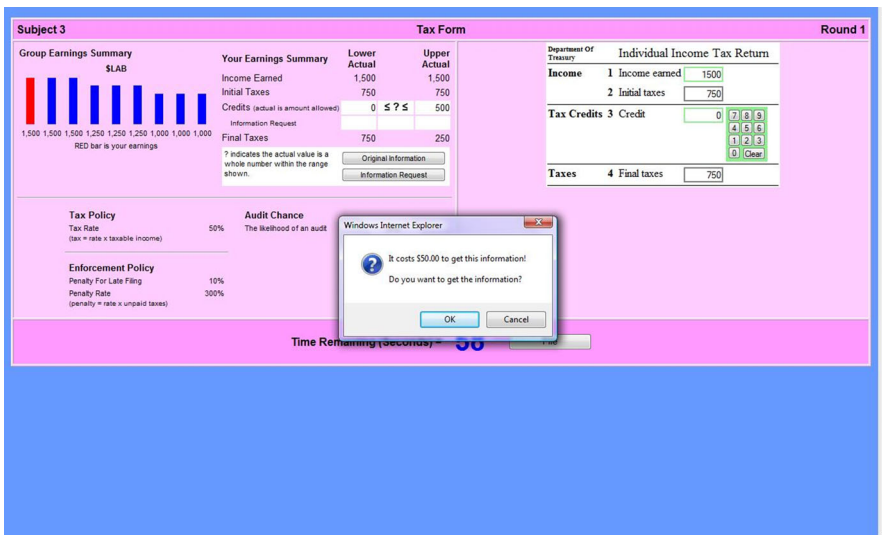 Subject 3
Tax Form
Round 1
Group Earnings Summary
$LAB
1,500 1,500 1,500 1,250 1,250 1,250 1,000 1,000 1,000
RED bar is your earnings
Your Earnings Summary
Lower Actual
Upper Actual
Income Earned 1,500 1,500
Initial Taxes 750 750
Credits (actual is amount allowed) 0 ≤ ? ≤ 500
Information Request
Final Taxes 750 250
? indicates the actual value is a
whole number within the range
shown.
Original Information
Information Request
Department Of
Treasury
Individual Income Tax Return
Income 1 Income earned 1500
2 Initial taxes 750
Tax Credits 3 Credit 0
7 8 9
4 5 6
1 2 3
0 Clear
Taxes 4 Final taxes 750
Tax Policy
Tax Rate 50%
(tax = rate x taxable income)
Enforcement Policy
Penalty For Late Filing 10%
Penalty Rate 300%
(penalty = rate x unpaid taxes)
Audit Chance
The likelihood of an audit
Windows Internet Explorer
It costs $50.00 to get this information!
Do you want to get the information?
OK
Cancel
Time Remaining (Seconds) =